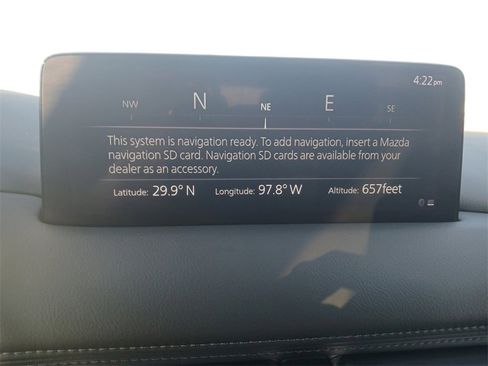 4:22pm
NW N NE E SE
This system is navigation ready. To add navigation, insert a Mazda
navigation SD card. Navigation SD cards are available from your
dealer as an accessory.
Latitude: 29.9° N Longitude: 97.8° W Altitude: 657feet